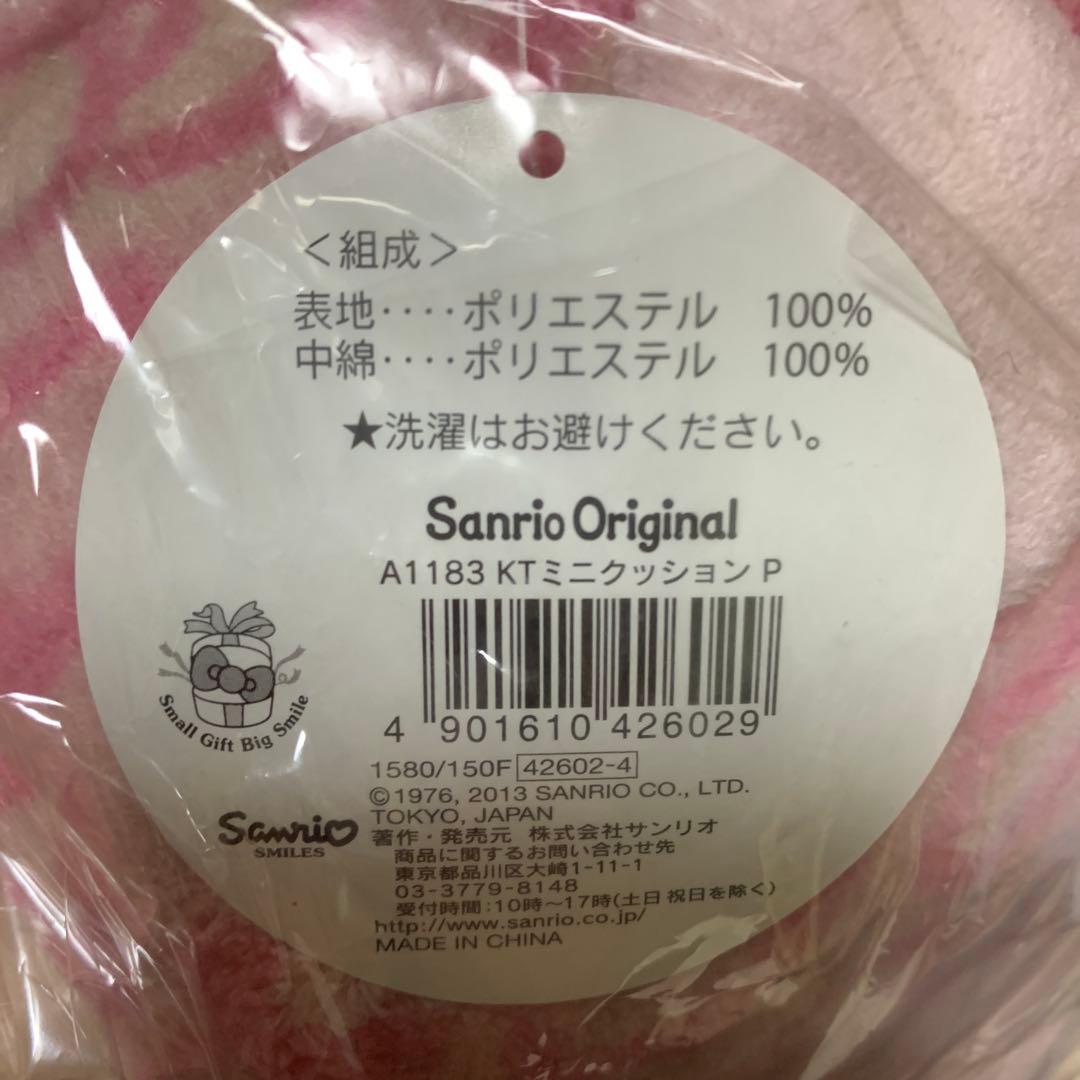 ＜組成＞
表地‥‥ポリエステル 100%
中綿‥‥ポリエステル 100%
★洗濯はお避けください。
Sanrio Original
A1183 KTミニクッション P
4 901610 426029
Small Gift Big Smile
1580/150F 42602-4
©1976, 2013 SANRIO CO., LTD.
TOKYO, JAPAN
Sanrio
SMILES
著作・発売元 株式会社サンリオ
商品に関するお問い合わせ先
東京都品川区大崎1-11-1
03-3779-8148
受付時間:10時～17時(土日 祝日を除く)
http://www.sanrio.co.jp/
MADE IN CHINA